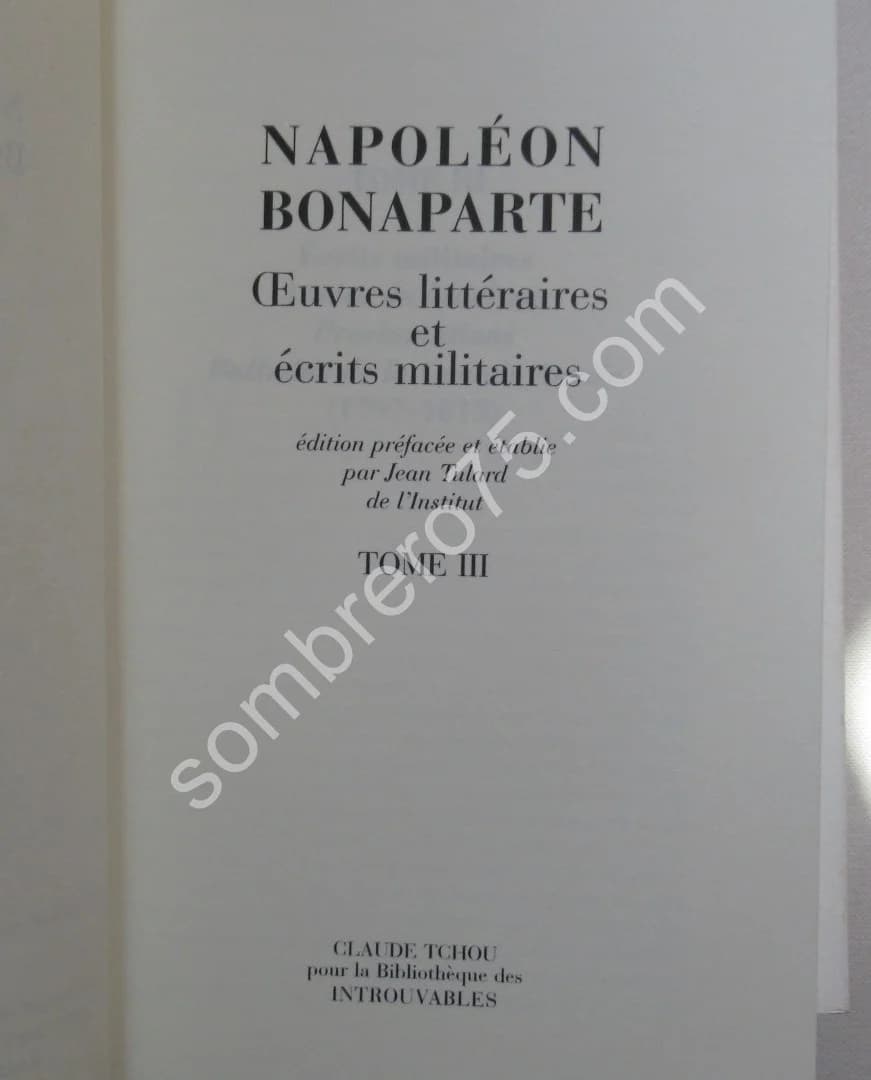 NAPOLÉON
BONAPARTE
Œuvres littéraires
et
écrits militaires
édition préfacée et établie
par Jean Tulard
de l'Institut
TOME III
sombrero75.com
CLAUDE TCHOU
pour la Bibliothèque des
INTROUVABLES